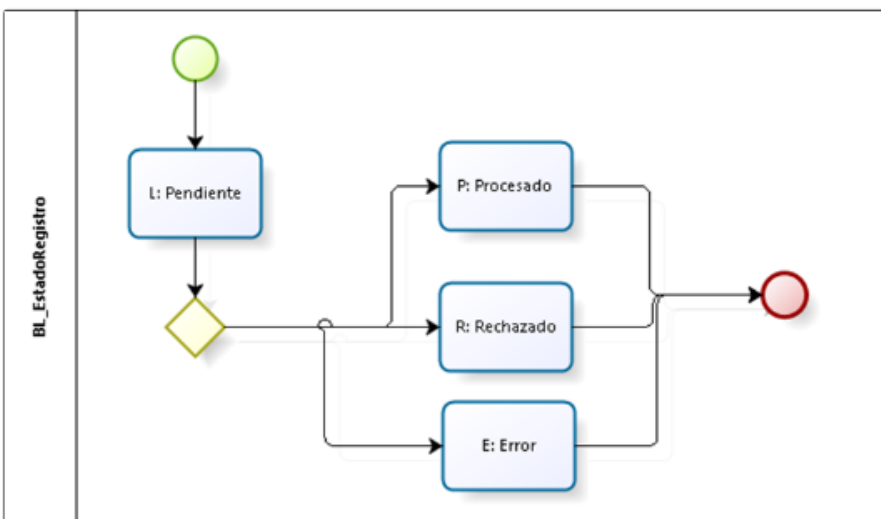 BL_EstadoRegistro
L: Pendiente
P: Procesado
R: Rechazado
E: Error